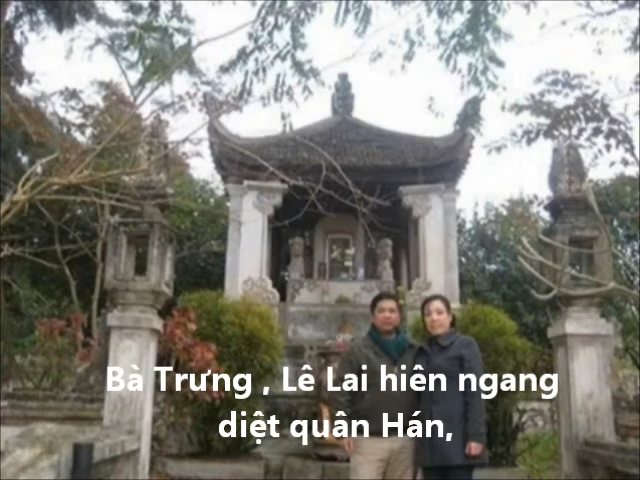 Bà Trưng , Lê Lai hiên ngang
diệt quân Hán,